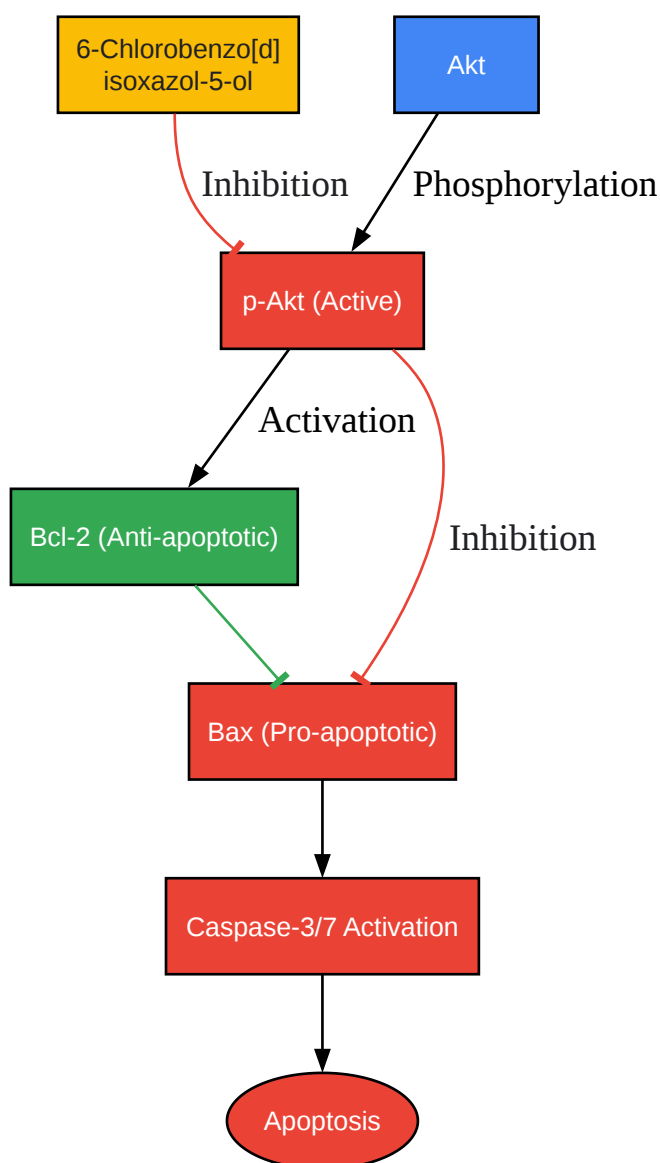 6-Chlorobenzo[d]
isoxazol-5-ol
Akt
Inhibition
Phosphorylation
p-Akt (Active)
Activation
Bcl-2 (Anti-apoptotic)
Inhibition
Bax (Pro-apoptotic)
Caspase-3/7 Activation
Apoptosis